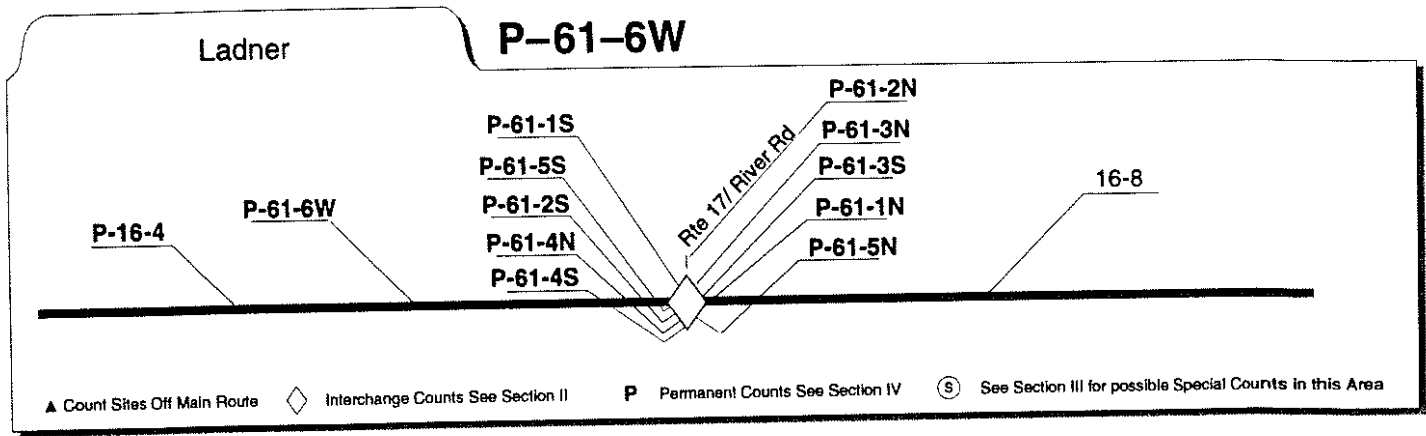 Ladner
P–61–6W
P-61-2N
P-61-1S
P-61-3N
P-61-5S
Rte 17/ River Rd
P-61-3S
16-8
P-61-6W
P-61-2S
P-61-1N
P-16-4
P-61-4N
P-61-5N
P-61-4S
▲ Count Sites Off Main Route
Interchange Counts See Section II
P Permanent Counts See Section IV
S See Section III for possible Special Counts in this Area